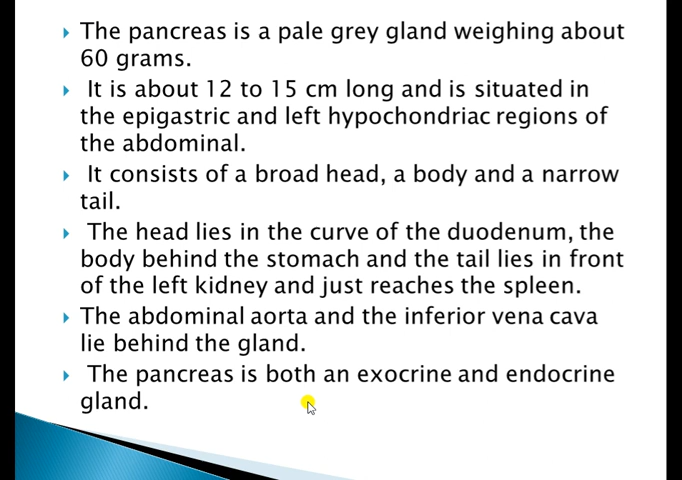 The pancreas is a pale grey gland weighing about
60 grams.
It is about 12 to 15 cm long and is situated in
the epigastric and left hypochondriac regions of
the abdominal.
It consists of a broad head, a body and a narrow
tail.
The head lies in the curve of the duodenum, the
body behind the stomach and the tail lies in front
of the left kidney and just reaches the spleen.
The abdominal aorta and the inferior vena cava
lie behind the gland.
The pancreas is both an exocrine and endocrine
gland.